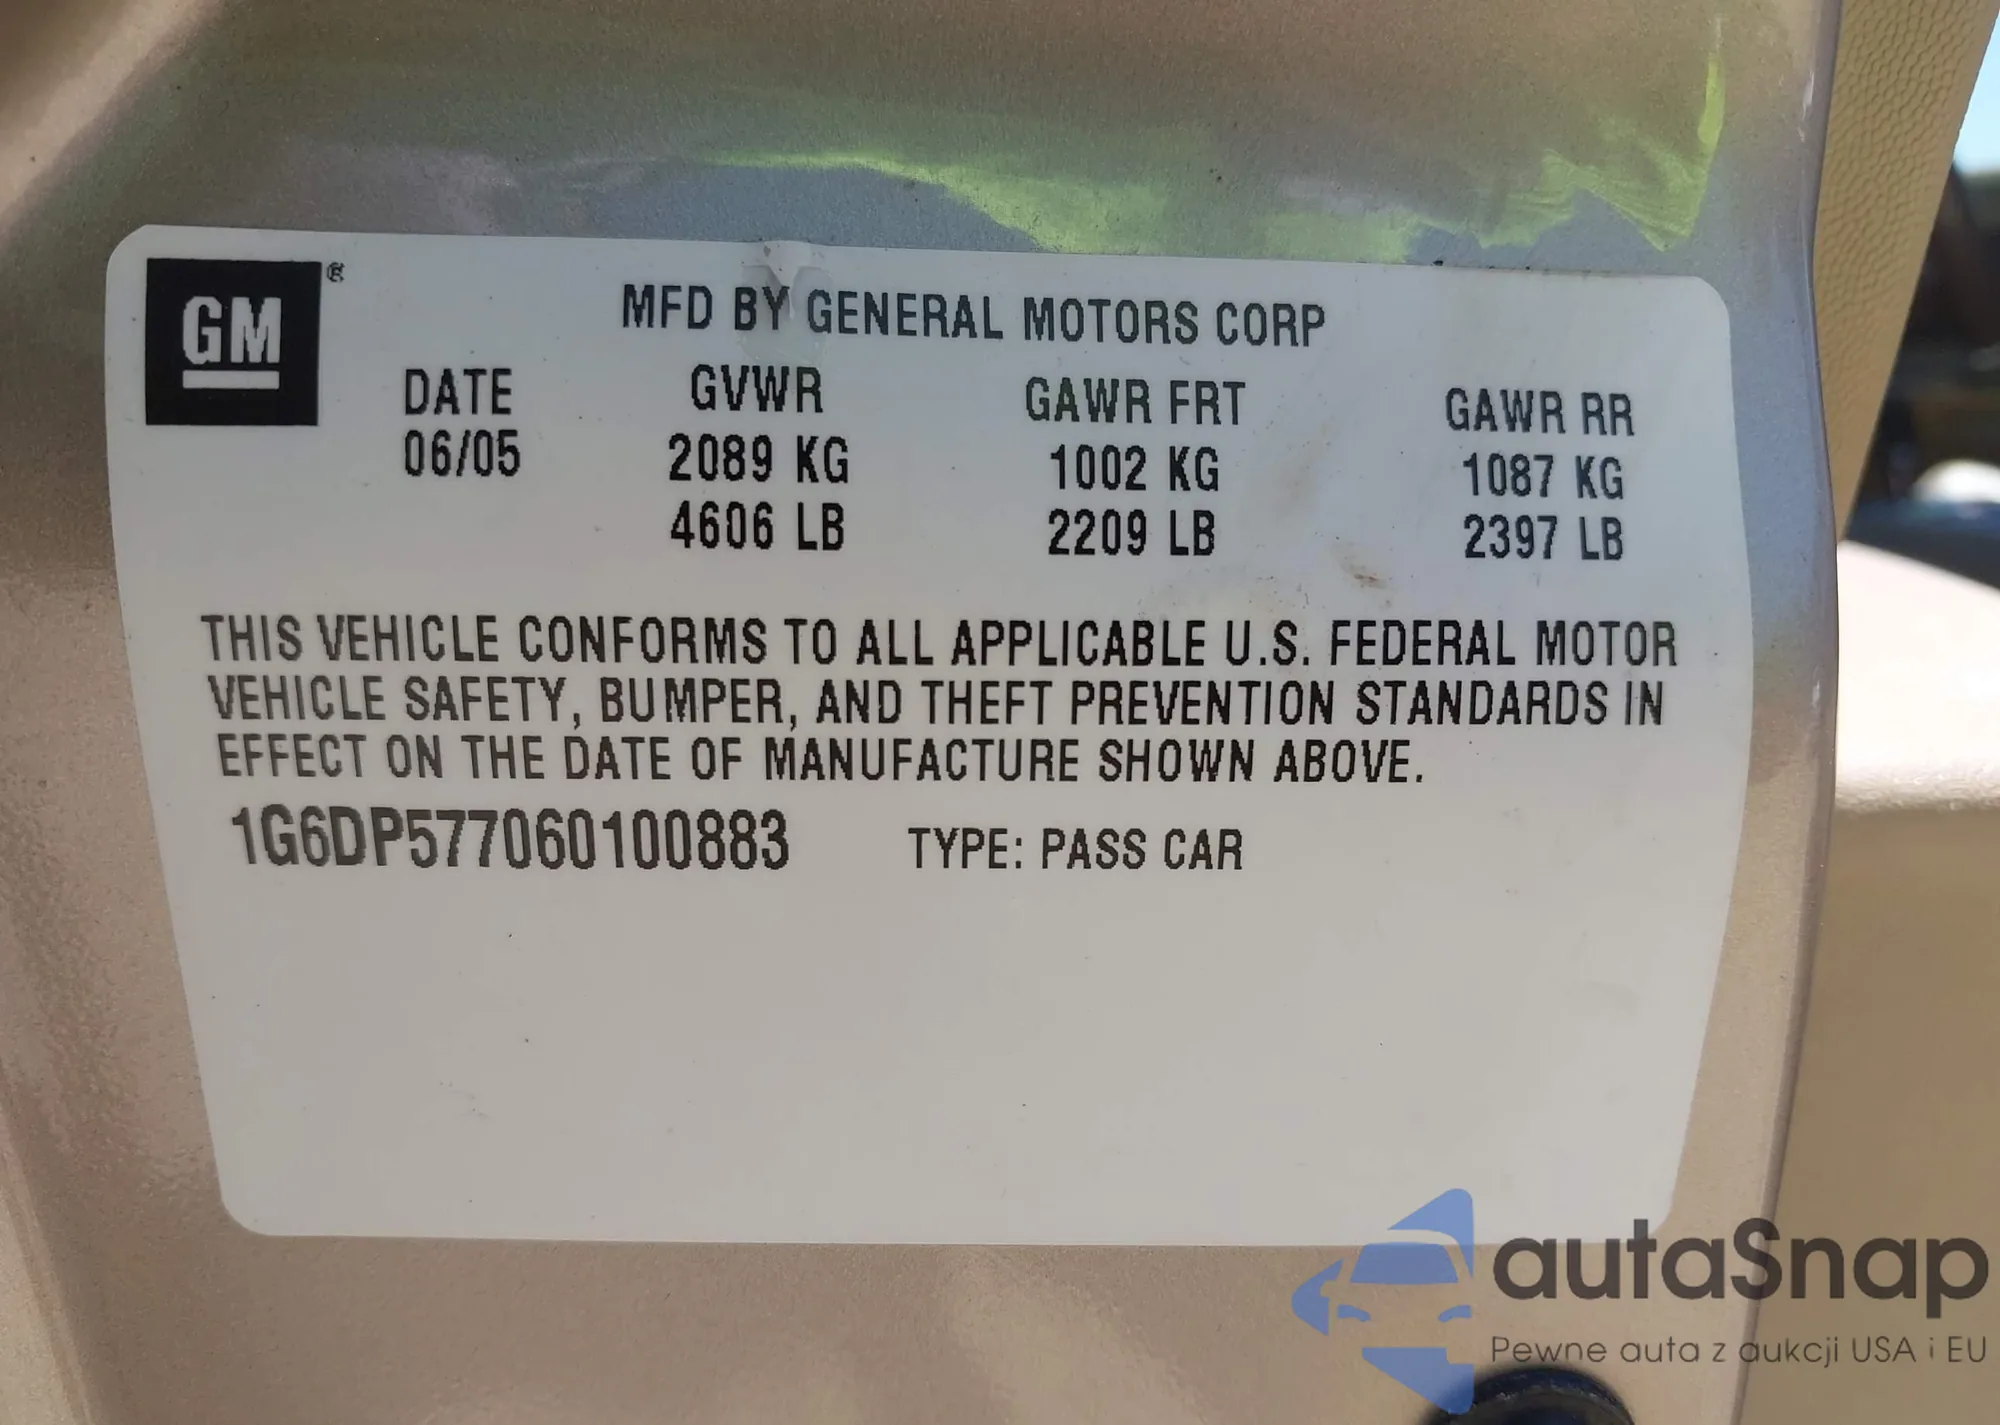 GM ®
MFD BY GENERAL MOTORS CORP
DATE GVWR GAWR FRT GAWR RR
06/05 2089 KG 1002 KG 1087 KG
4606 LB 2209 LB 2397 LB
THIS VEHICLE CONFORMS TO ALL APPLICABLE U.S. FEDERAL MOTOR
VEHICLE SAFETY, BUMPER, AND THEFT PREVENTION STANDARDS IN
EFFECT ON THE DATE OF MANUFACTURE SHOWN ABOVE.
1G6DP577060100883 TYPE: PASS CAR
autaSnap
Pewne auta z aukcji USA i EU